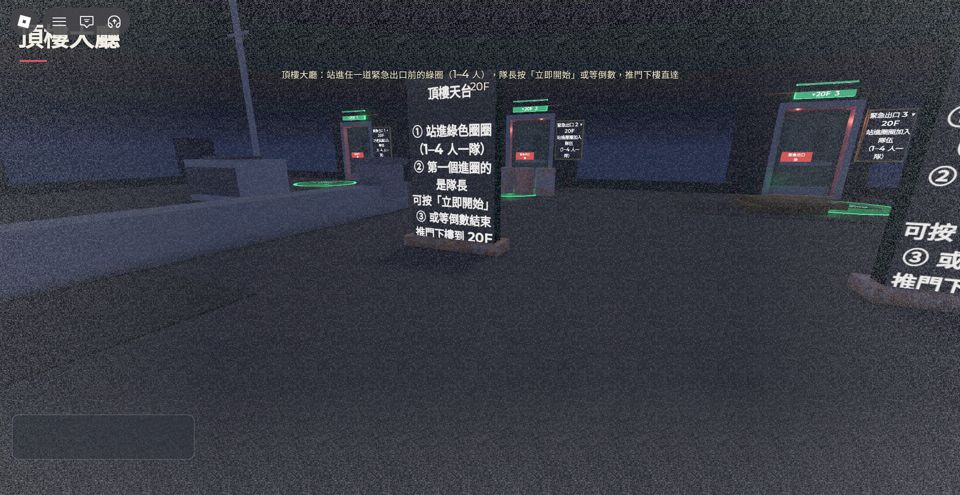 頂樓大廳
頂樓大廳：站進任一道緊急出口前的綠圈（1–4 人），隊長按「立即開始」或等倒數，推門下樓直達
20F
頂樓天台
① 站進綠色圈圈
（1–4 人一隊）
② 第一個進圈的
是隊長
可按「立即開始」
③ 或等倒數結束
推門下樓到 20F
緊急出口 2
20F
緊急出口 3
20F
站進圈圈加入
隊伍
（1–4 人一
隊）
②
可按
③ 或
推門下